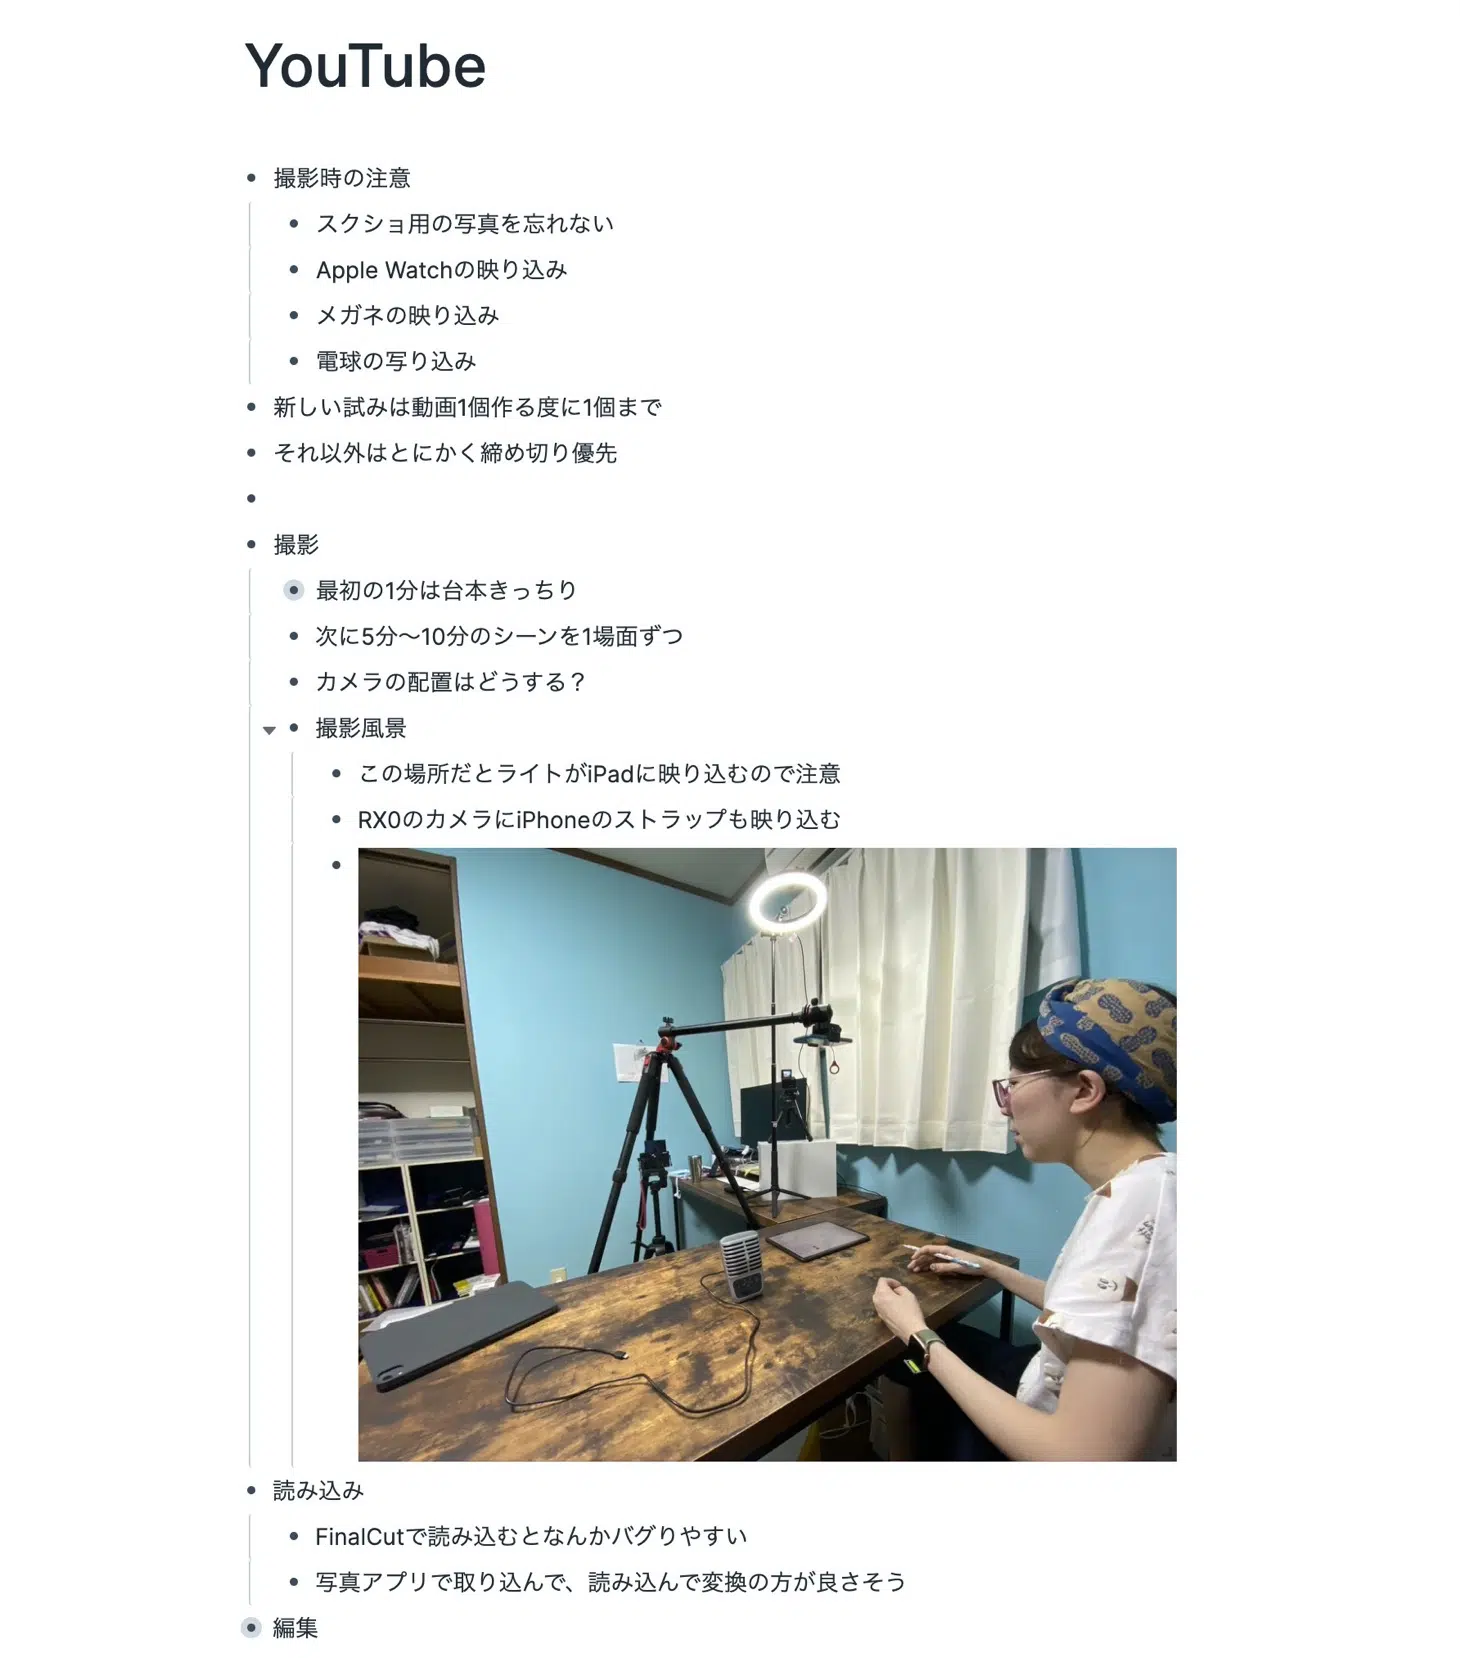 YouTube
撮影時の注意
スクショ用の写真を忘れない
Apple Watchの映り込み
メガネの映り込み
電球の写り込み
新しい試みは動画1個作る度に1個まで
それ以外はとにかく締め切り優先
撮影
最初の1分は台本きっちり
次に5分〜10分のシーンを1場面ずつ
カメラの配置はどうする？
撮影風景
この場所だとライトがiPadに映り込むので注意
RX0のカメラにiPhoneのストラップも映り込む
読み込み
FinalCutで読み込むとなんかバグりやすい
写真アプリで取り込んで、読み込んで変換の方が良さそう
編集